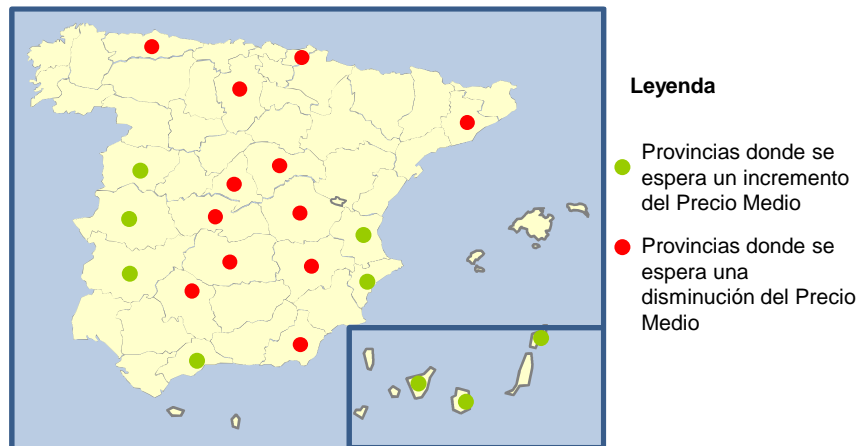 Leyenda
Provincias donde se
espera un incremento
del Precio Medio
Provincias donde se
espera una
disminución del Precio
Medio